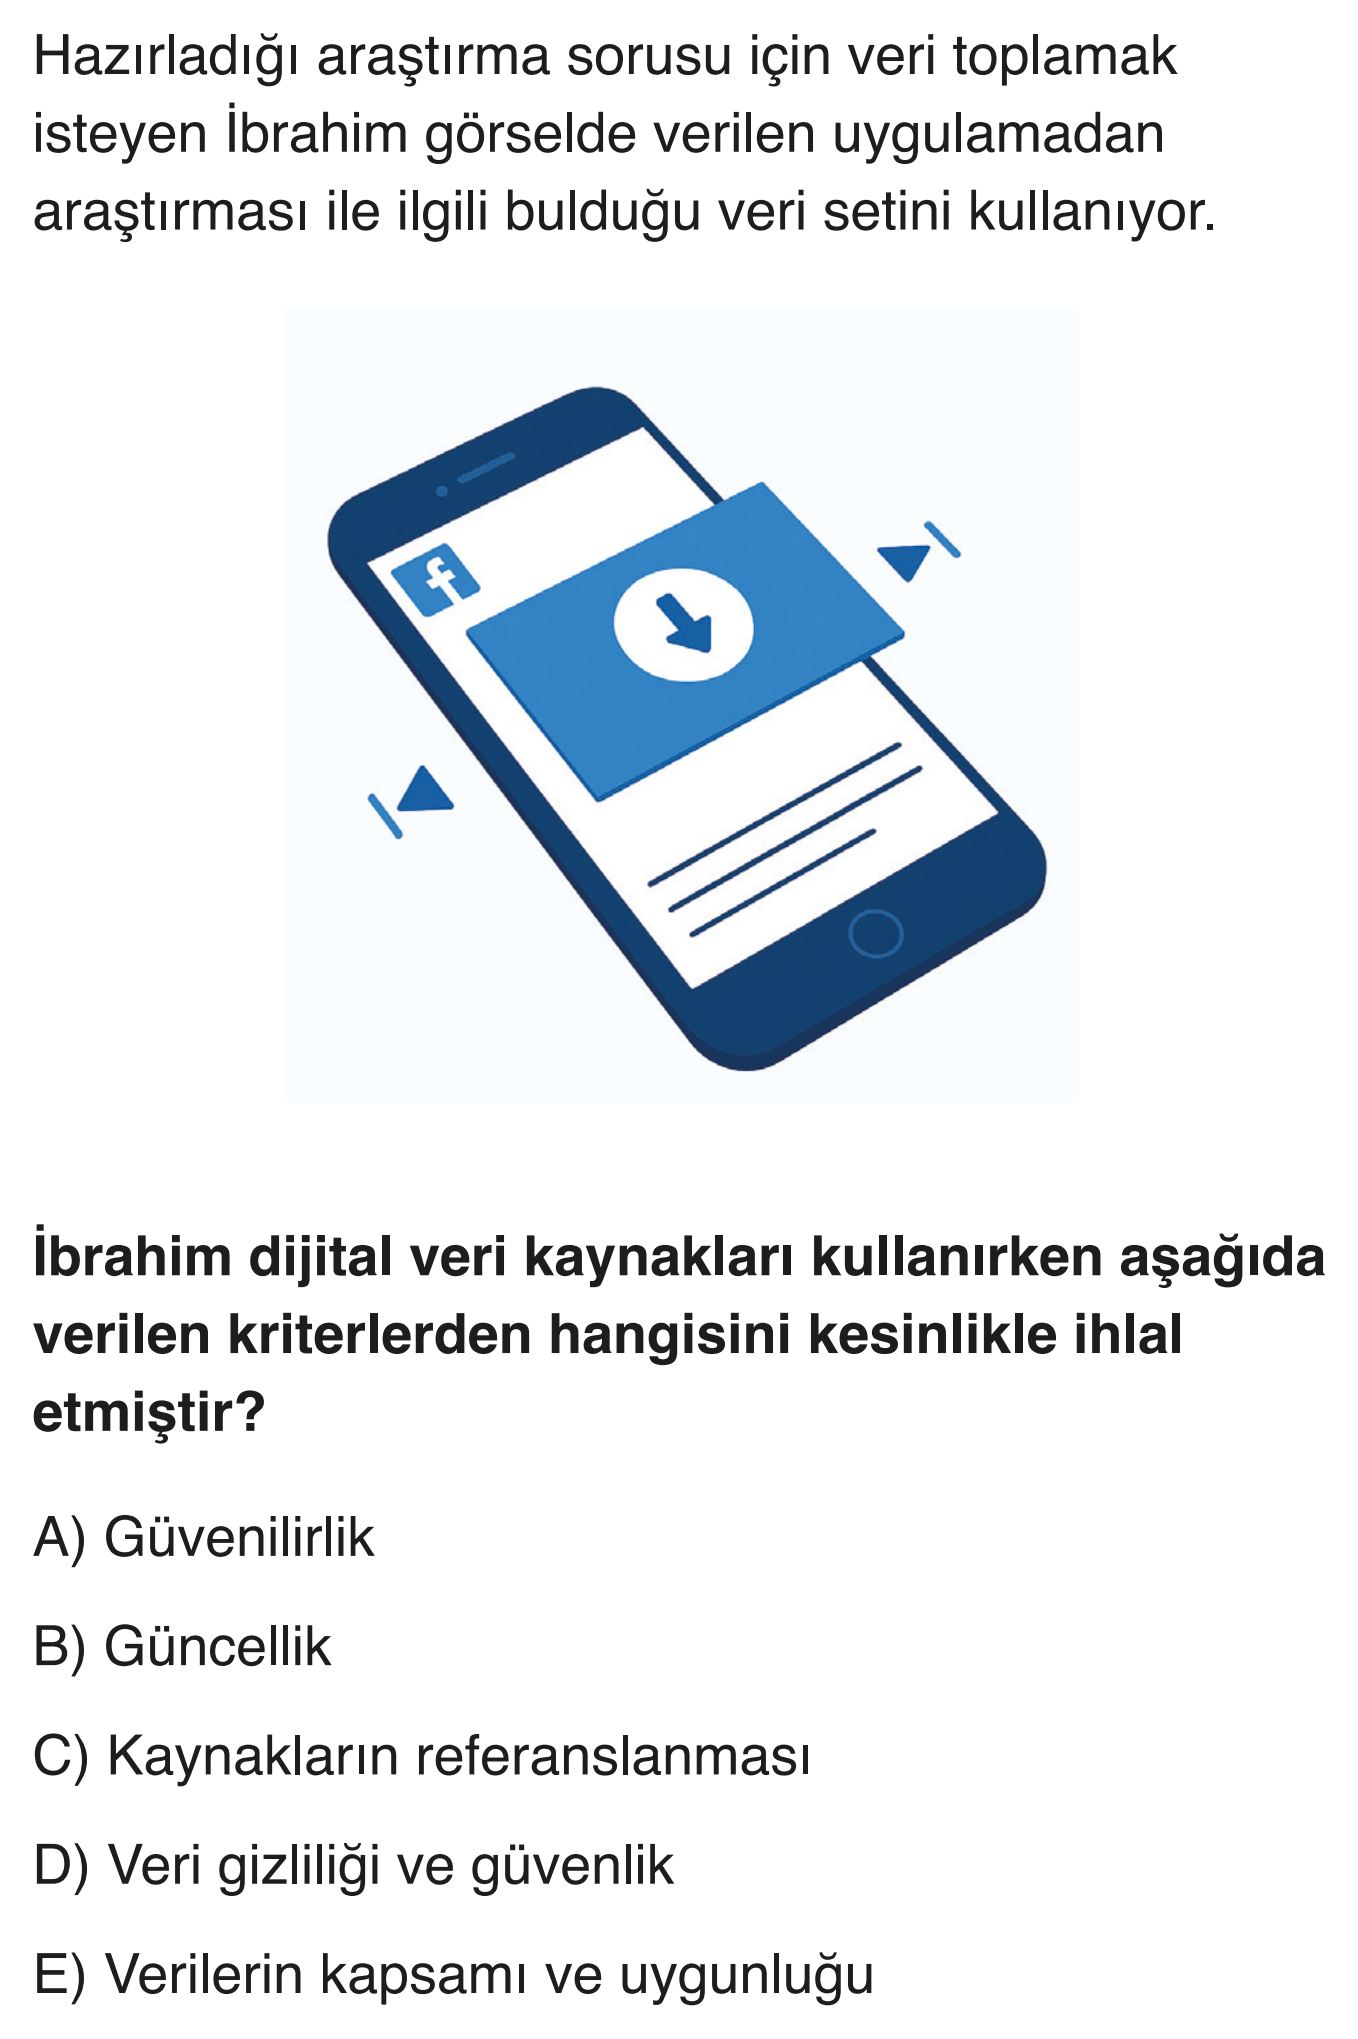 Hazırladığı araştırma sorusu için veri toplamak
isteyen İbrahim görselde verilen uygulamadan
araştırması ile ilgili bulduğu veri setini kullanıyor.
f
İbrahim dijital veri kaynakları kullanırken aşağıda
verilen kriterlerden hangisini kesinlikle ihlal
etmiştir?
A) Güvenilirlik
B) Güncellik
C) Kaynakların referanslanması
D) Veri gizliliği ve güvenlik
E) Verilerin kapsamı ve uygunluğu